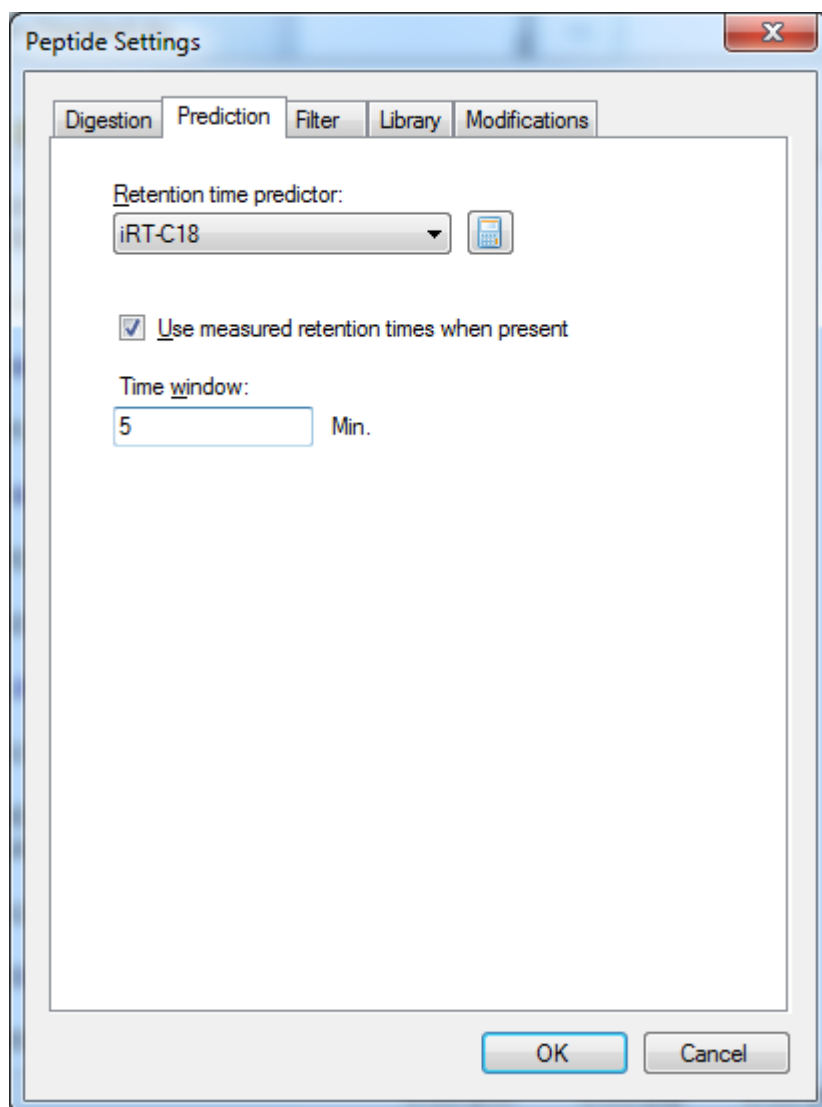 Peptide Settings
Digestion Prediction Filter Library Modifications
Retention time predictor:
iRT-C18
Use measured retention times when present
Time window:
5 Min.
OK Cancel